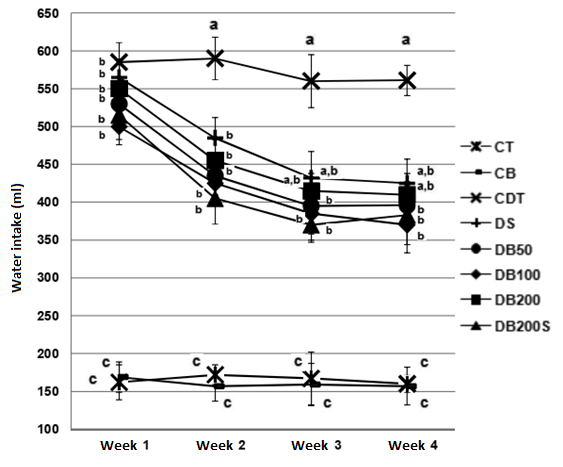 650
600
550
500
450
400
350
300
250
200
150
100
Water intake (ml)
a
a
a
b
b
b
b
b
b
b
b
b
b
b
a,b
a,b
b
b
b
a,b
a,b
b
b
b
c
c
c
c
c
c
c
c
Week 1
Week 2
Week 3
Week 4
CT
CB
CDT
DS
DB50
DB100
DB200
DB200S